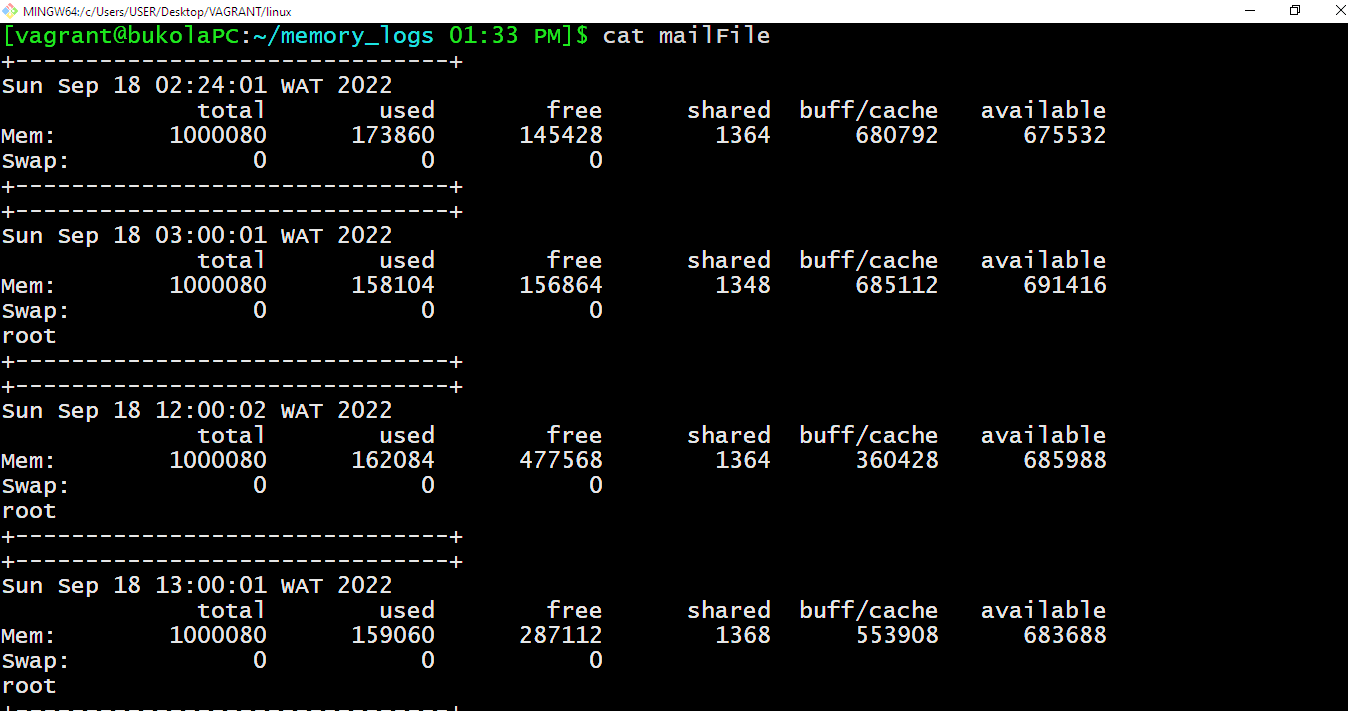 MINGW64:/c/Users/USER/Desktop/VAGRANT/linux
[vagrant@bukolaPC:~/memory_logs 01:33 PM]$ cat mailFile
+-------------------------------+
Sun Sep 18 02:24:01 WAT 2022
              total        used        free      shared  buff/cache   available
Mem:        1000080      173860      145428        1364      680792      675532
Swap:             0           0           0
+-------------------------------+
+-------------------------------+
Sun Sep 18 03:00:01 WAT 2022
              total        used        free      shared  buff/cache   available
Mem:        1000080      158104      156864        1348      685112      691416
Swap:             0           0           0
root
+-------------------------------+
+-------------------------------+
Sun Sep 18 12:00:02 WAT 2022
              total        used        free      shared  buff/cache   available
Mem:        1000080      162084      477568        1364      360428      685988
Swap:             0           0           0
root
+-------------------------------+
+-------------------------------+
Sun Sep 18 13:00:01 WAT 2022
              total        used        free      shared  buff/cache   available
Mem:        1000080      159060      287112        1368      553908      683688
Swap:             0           0           0
root
+-------------------------------+